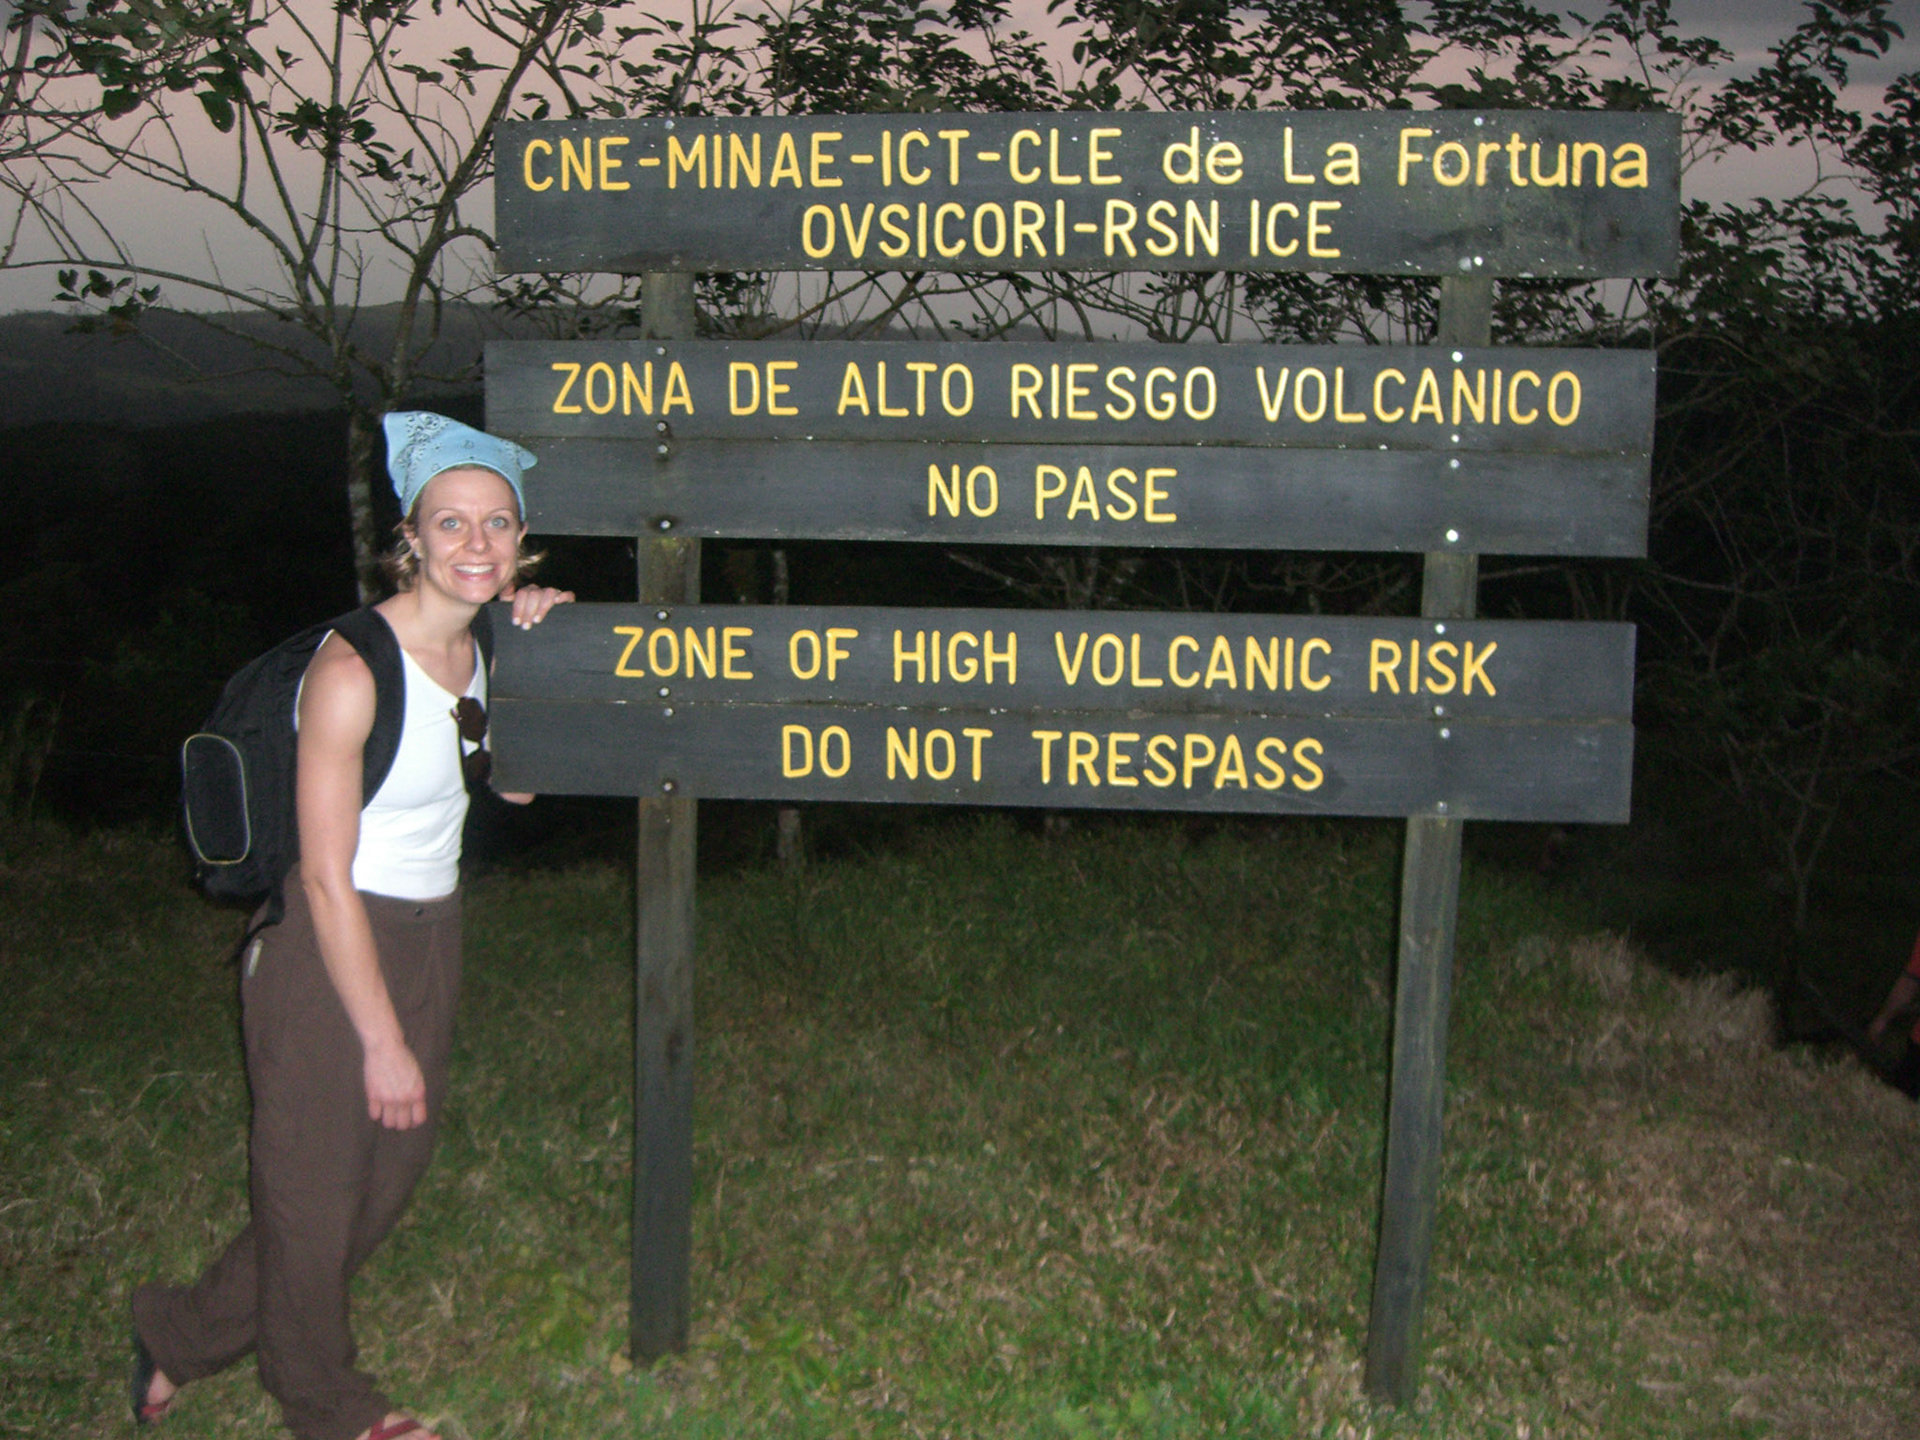 CNE-MINAE-ICT-CLE de La Fortuna
OVSICORI-RSN ICE
ZONA DE ALTO RIESGO VOLCANICO
NO PASE
ZONE OF HIGH VOLCANIC RISK
DO NOT TRESPASS